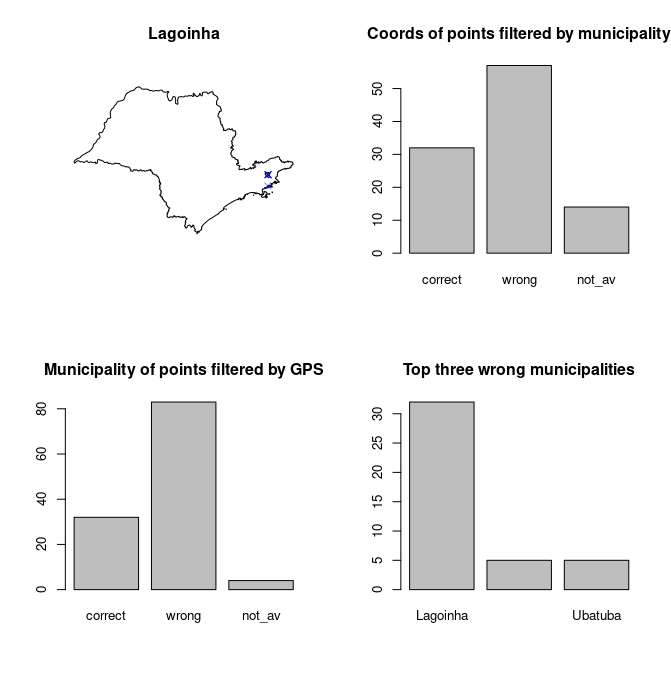 Lagoinha
Coords of points filtered by municipality
50
40
30
20
10
0
correct wrong not_av
Municipality of points filtered by GPS
80
60
40
20
0
correct wrong not_av
Top three wrong municipalities
30
25
20
15
10
5
0
Lagoinha Ubatuba